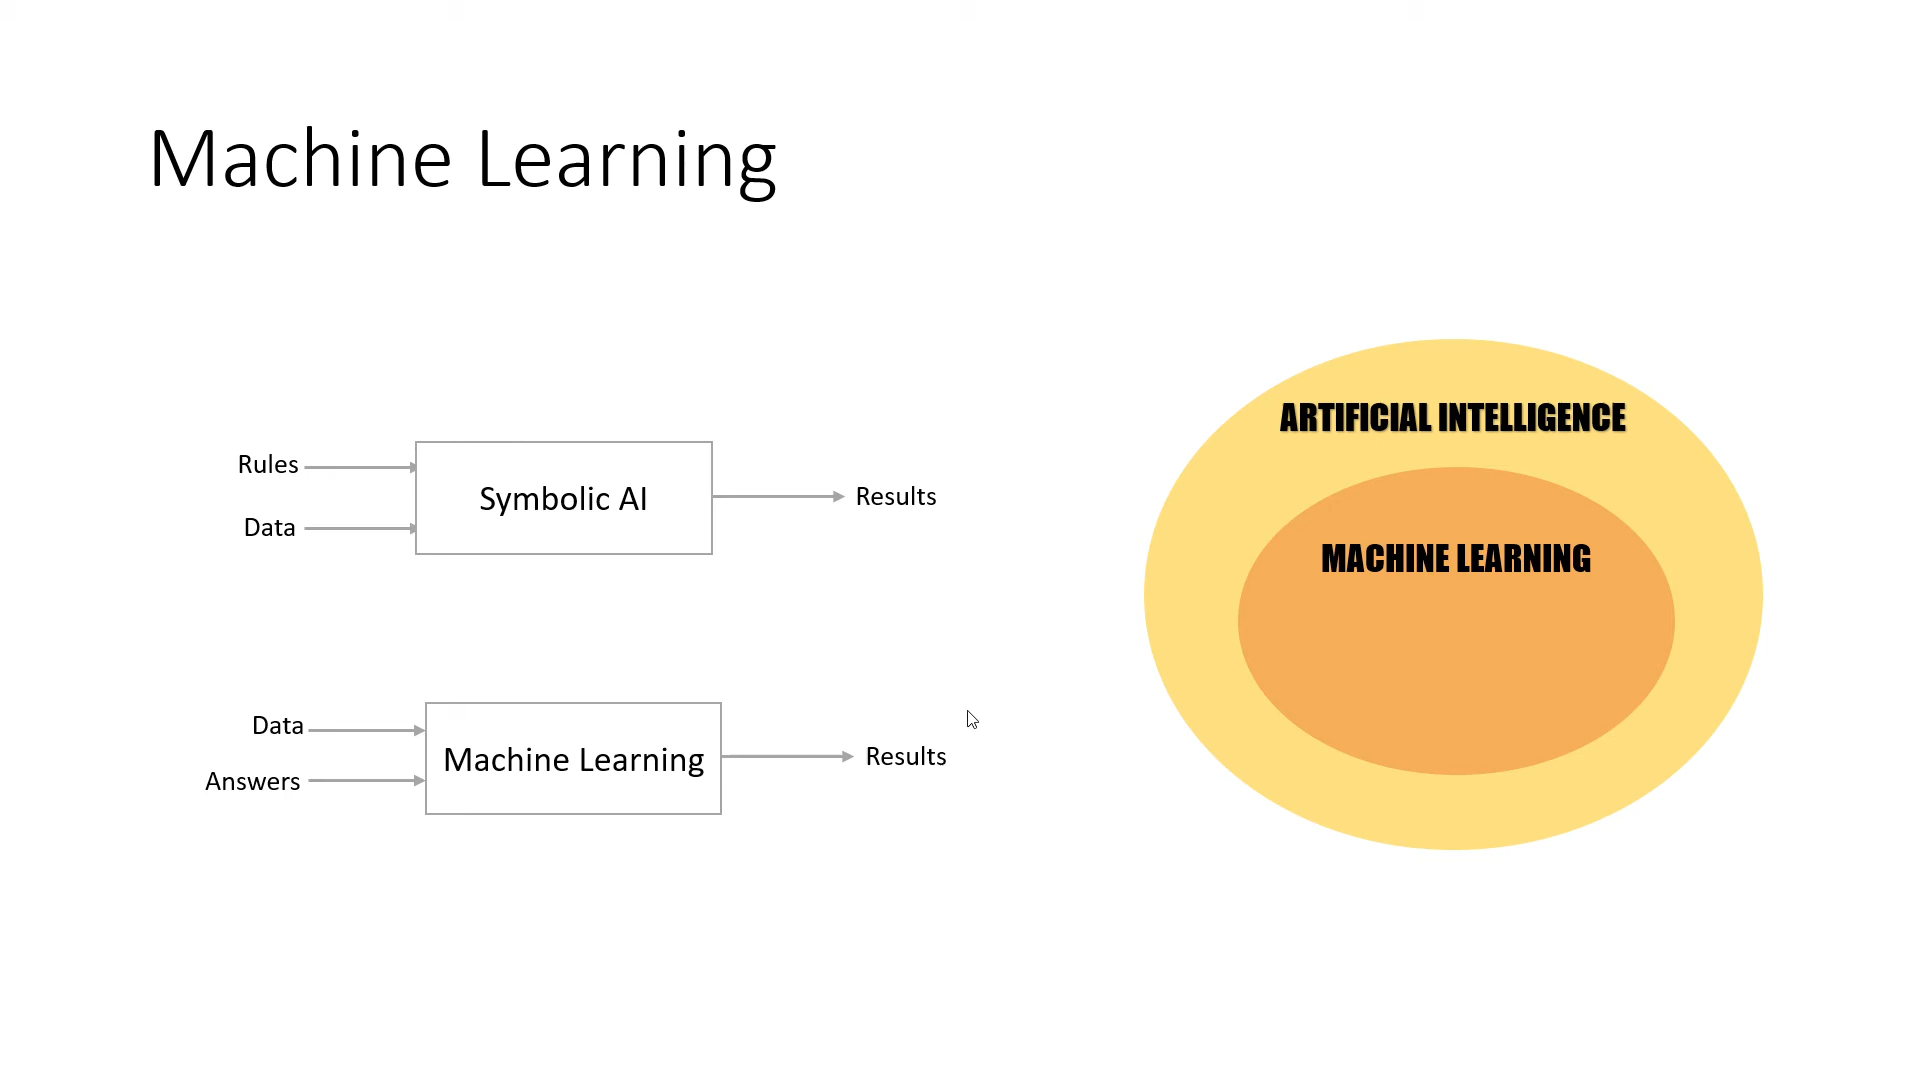 Machine Learning
Rules
Data
Symbolic AI
Results
Data
Answers
Machine Learning
Results
ARTIFICIAL INTELLIGENCE
MACHINE LEARNING